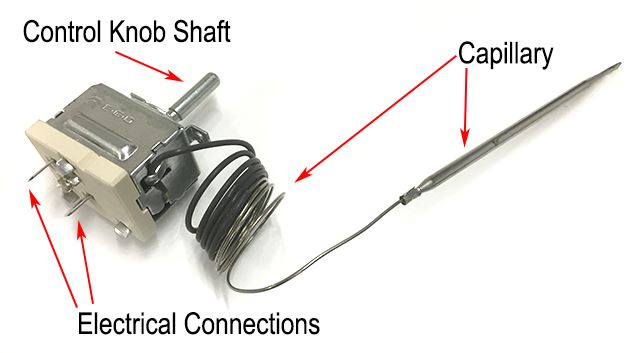 Control Knob Shaft
Capillary
E.G.O
Electrical Connections